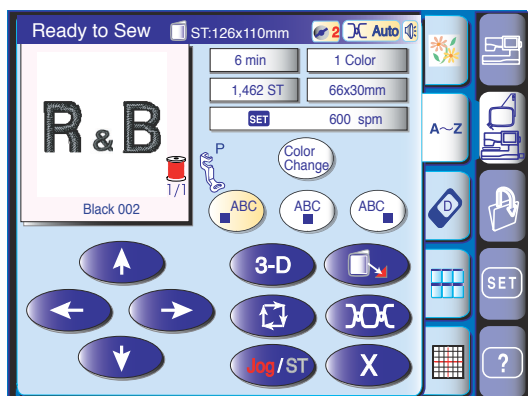 Ready to Sew ST:126x110mm 2 Auto
6 min 1 Color
1,462 ST 66x30mm
SET 600 spm
R & B
1/1
Black 002
P
Color
Change
ABC ABC ABC
3-D
Jog/ST X
A~Z
D
SET
?